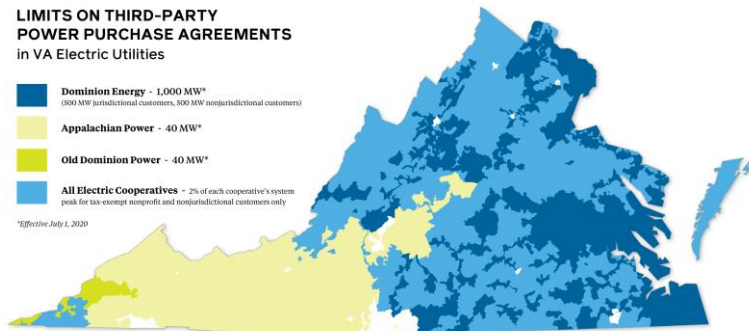 LIMITS ON THIRD-PARTY
POWER PURCHASE AGREEMENTS
in VA Electric Utilities
Dominion Energy - 1,000 MW*
(500 MW jurisdictional customers, 500 MW nonjurisdictional customers)
Appalachian Power - 40 MW*
Old Dominion Power - 40 MW*
All Electric Cooperatives - 2% of each cooperative's system
peak for tax-exempt nonprofit and nonjurisdictional customers only
*Effective July 1, 2020